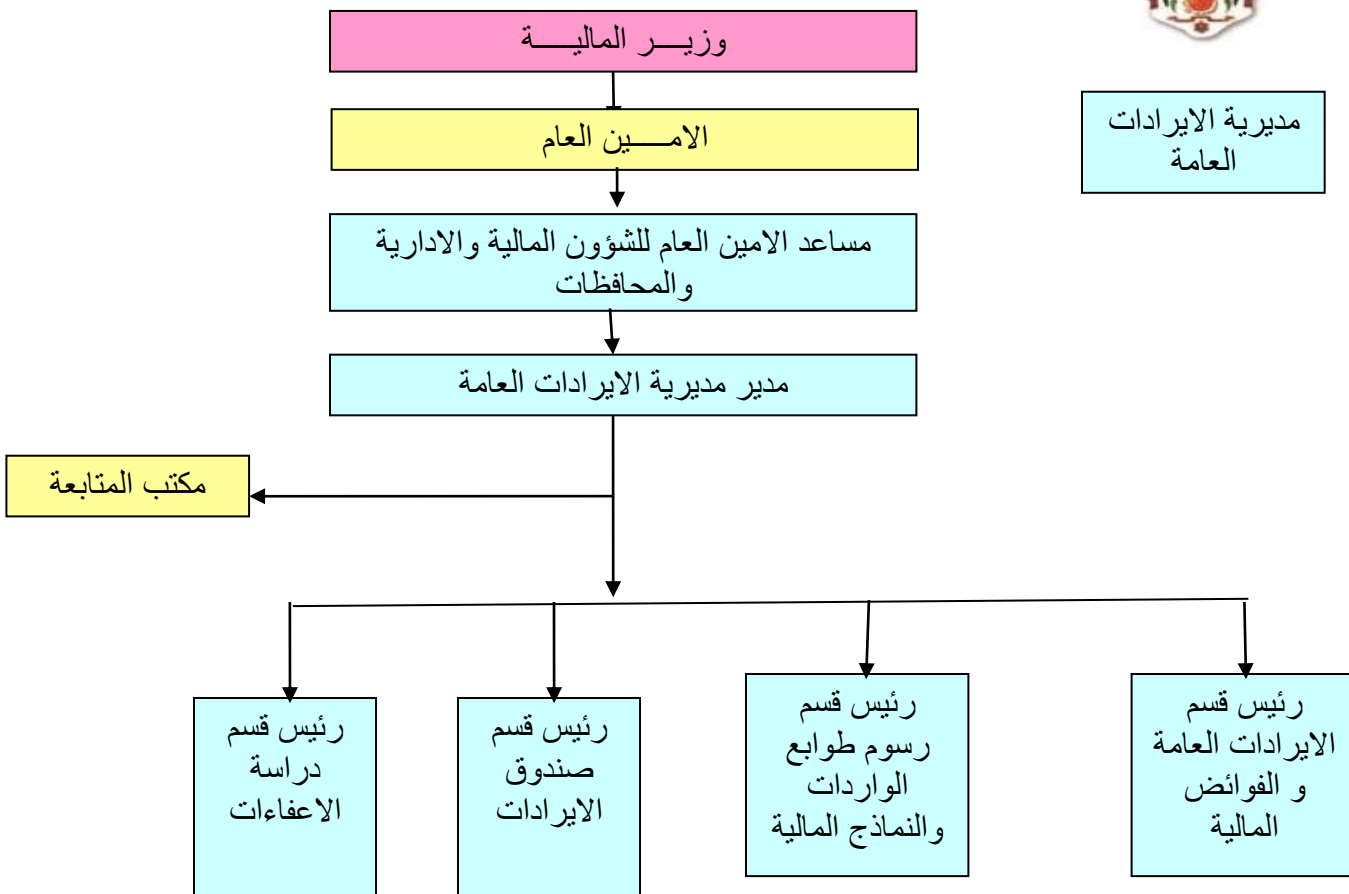 وزيـــر الماليـــة
مديرية الايرادات
العامة
الامــــين العام
مساعد الامين العام للشؤون المالية والادارية
والمحافظات
مدير مديرية الايرادات العامة
مكتب المتابعة
رئيس قسم
الايرادات العامة
و الفوائض
المالية
رئيس قسم
رسوم طوابع
الواردات
والنماذج المالية
رئيس قسم
صندوق
الايرادات
رئيس قسم
دراسة
الاعفاءات